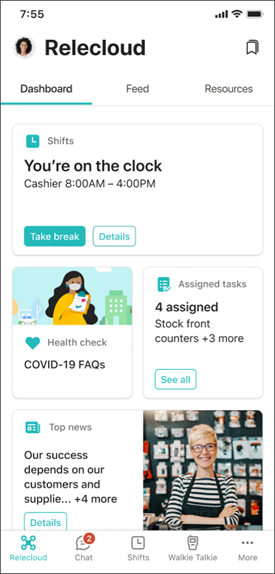 7:55
Relecloud
Dashboard Feed Resources
Shifts
You're on the clock
Cashier 8:00AM – 4:00PM
Take break Details
Health check
COVID-19 FAQs
Assigned tasks
4 assigned
Stock front
counters +3 more
See all
Top news
Our success
depends on our
customers and
supplie... +4 more
Details
2
Relecloud Chat Shifts Walkie Talkie More